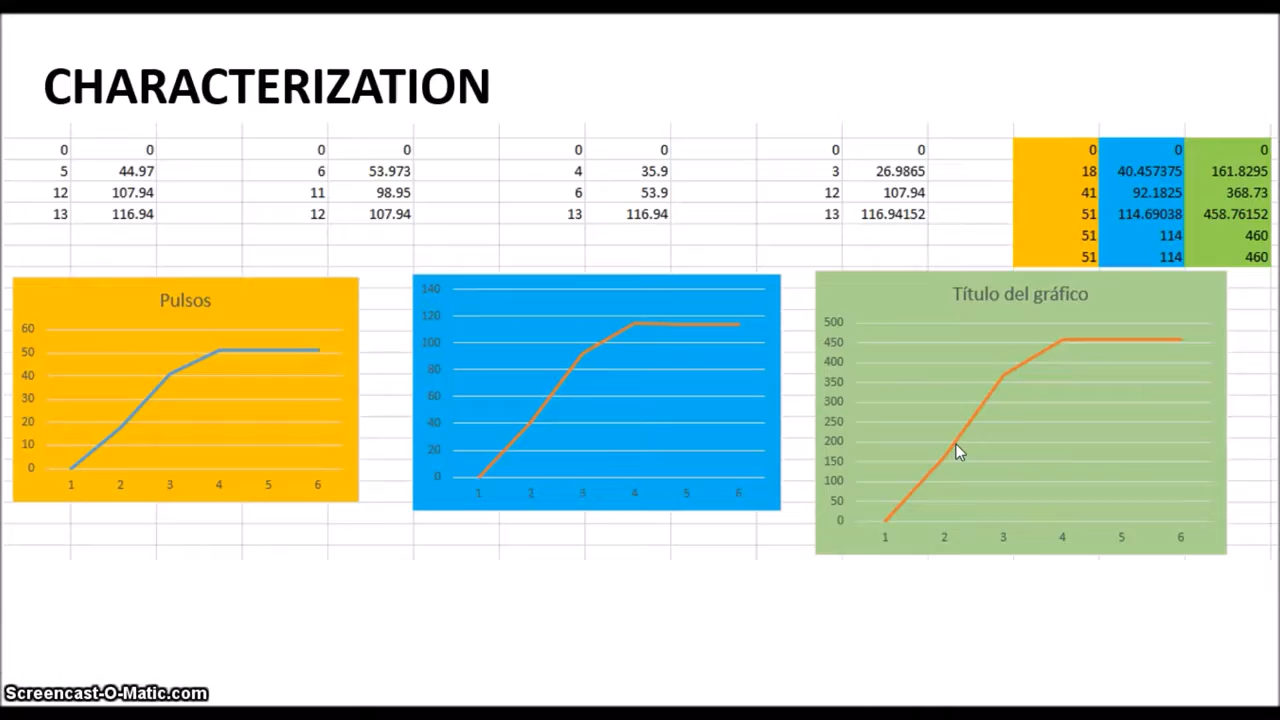 CHARACTERIZATION
0 0 0 0 0 0 0 0 0 0 0
5 44.97 6 53.973 4 35.9 3 26.9865 18 40.457375 161.8295
12 107.94 11 98.95 6 53.9 12 107.94 41 92.1825 368.73
13 116.94 12 107.94 13 116.94 13 116.94152 51 114.69038 458.76152
51 114 460
51 114 460
Pulsos
60
50
40
30
20
10
0
1 2 3 4 5 6
140
120
100
80
60
40
20
0
1 2 3 4 5 6
Título del gráfico
500
450
400
350
300
250
200
150
100
50
0
1 2 3 4 5 6
Screencast-O-Matic.com